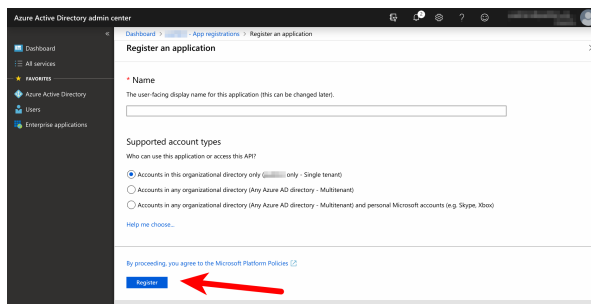 Azure Active Directory admin center
2
?
«
Dashboard > - App registrations > Register an application
Register an application
Dashboard
All services
FAVORITES
Azure Active Directory
Users
Enterprise applications
* Name
The user-facing display name for this application (this can be changed later).
Supported account types
Who can use this application or access this API?
Accounts in this organizational directory only ( only - Single tenant)
Accounts in any organizational directory (Any Azure AD directory - Multitenant)
Accounts in any organizational directory (Any Azure AD directory - Multitenant) and personal Microsoft accounts (e.g. Skype, Xbox)
Help me choose...
By proceeding, you agree to the Microsoft Platform Policies
Register